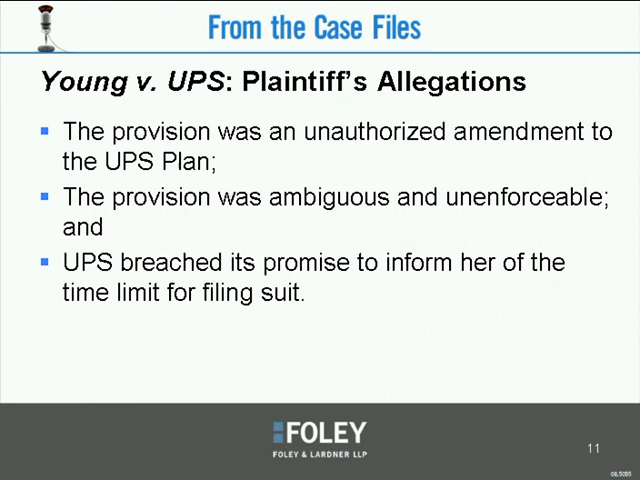 From the Case Files
Young v. UPS: Plaintiff's Allegations
The provision was an unauthorized amendment to
the UPS Plan;
The provision was ambiguous and unenforceable;
and
UPS breached its promise to inform her of the
time limit for filing suit.
FOLEY
FOLEY & LARDNER LLP
11